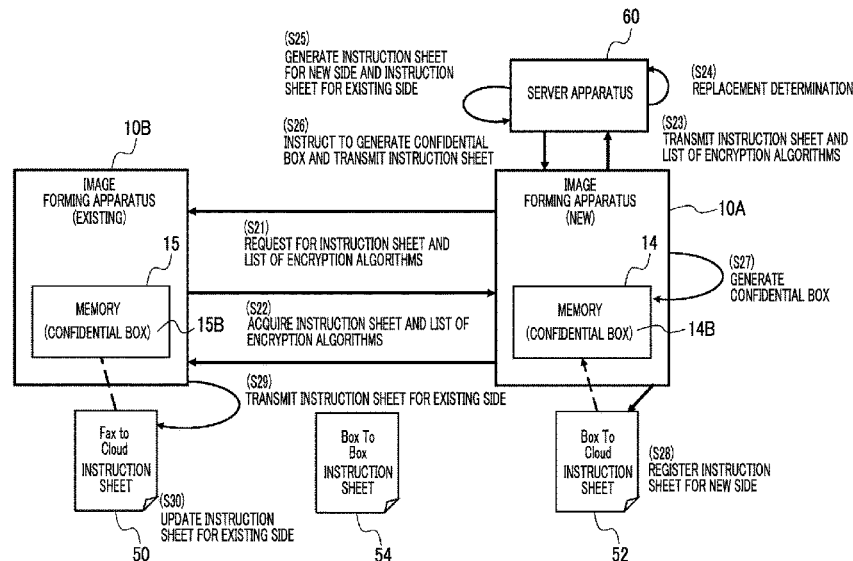 (S25)
GENERATE INSTRUCTION SHEET
FOR NEW SIDE AND INSTRUCTION
SHEET FOR EXISTING SIDE
(S26)
INSTRUCT TO GENERATE CONFIDENTIAL
BOX AND TRANSMIT INSTRUCTION SHEET
60
SERVER APPARATUS
(S24)
REPLACEMENT DETERMINATION
(S23)
TRANSMIT INSTRUCTION SHEET AND
LIST OF ENCRYPTION ALGORITHMS
10B
IMAGE
FORMING APPARATUS
(EXISTING)
15
MEMORY
(CONFIDENTIAL BOX)
15B
(S21)
REQUEST FOR INSTRUCTION SHEET AND
LIST OF ENCRYPTION ALGORITHMS
(S22)
ACQUIRE INSTRUCTION SHEET AND LIST OF
ENCRYPTION ALGORITHMS
(S29)
TRANSMIT INSTRUCTION SHEET FOR EXISTING SIDE
IMAGE
FORMING APPARATUS
(NEW)
10A
14
MEMORY
(CONFIDENTIAL BOX)
14B
(S27)
GENERATE
CONFIDENTIAL BOX
Fax to
Cloud
INSTRUCTION
SHEET
50
(S30)
UPDATE INSTRUCTION
SHEET FOR EXISTING SIDE
Box To
Box
INSTRUCTION
SHEET
54
Box To
Cloud
INSTRUCTION
SHEET
52
(S28)
REGISTER INSTRUCTION
SHEET FOR NEW SIDE